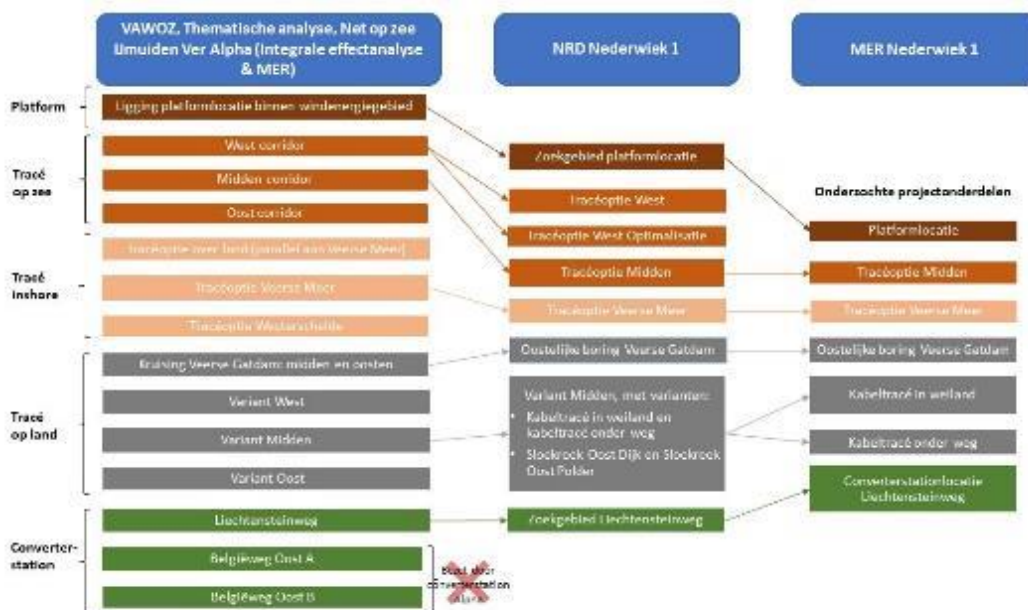 VAWOZ, Thematische analyse, Net op zee
IJmuiden Ver Alpha (Integrale effectanalyse
& MER)
NRD Nederwiek 1
MER Nederwiek 1
Platform
Ligging platformlocatie binnen windenergiegebied
Zoekgebied platformlocatie
Onderzochte projectonderdelen
Platformlocatie
Tracé
op zee
West corridor
Midden corridor
Oost corridor
Tracéoptie West
Tracéoptie West Optimalisatie
Tracéoptie Midden
Tracéoptie Midden
Tracé
inshore
Tracéoptie over land (parallel aan Veerse Meer)
Tracéoptie Veerse Meer
Tracéoptie Westerschelde
Tracéoptie Veerse Meer
Tracéoptie Veerse Meer
Tracé
op land
Kruising Veerse Gatdam: midden en oosten
Variant West
Variant Midden
Variant Oost
Oostelijke boring Veerse Gatdam
Variant Midden, met varianten:
• Kabeltracé in weiland en
kabeltracé onder weg
• Sloekreek Oost Dijk en Sloekreek
Oost Polder
Oostelijke boring Veerse Gatdam
Kabeltracé in weiland
Kabeltracé onder weg
Converter-
station
Liechtensteinweg
Belgiëweg Oost A
Belgiëweg Oost B
Bezet door
converterstation
Alpha
Zoekgebied Liechtensteinweg
Converterstationlocatie
Liechtensteinweg